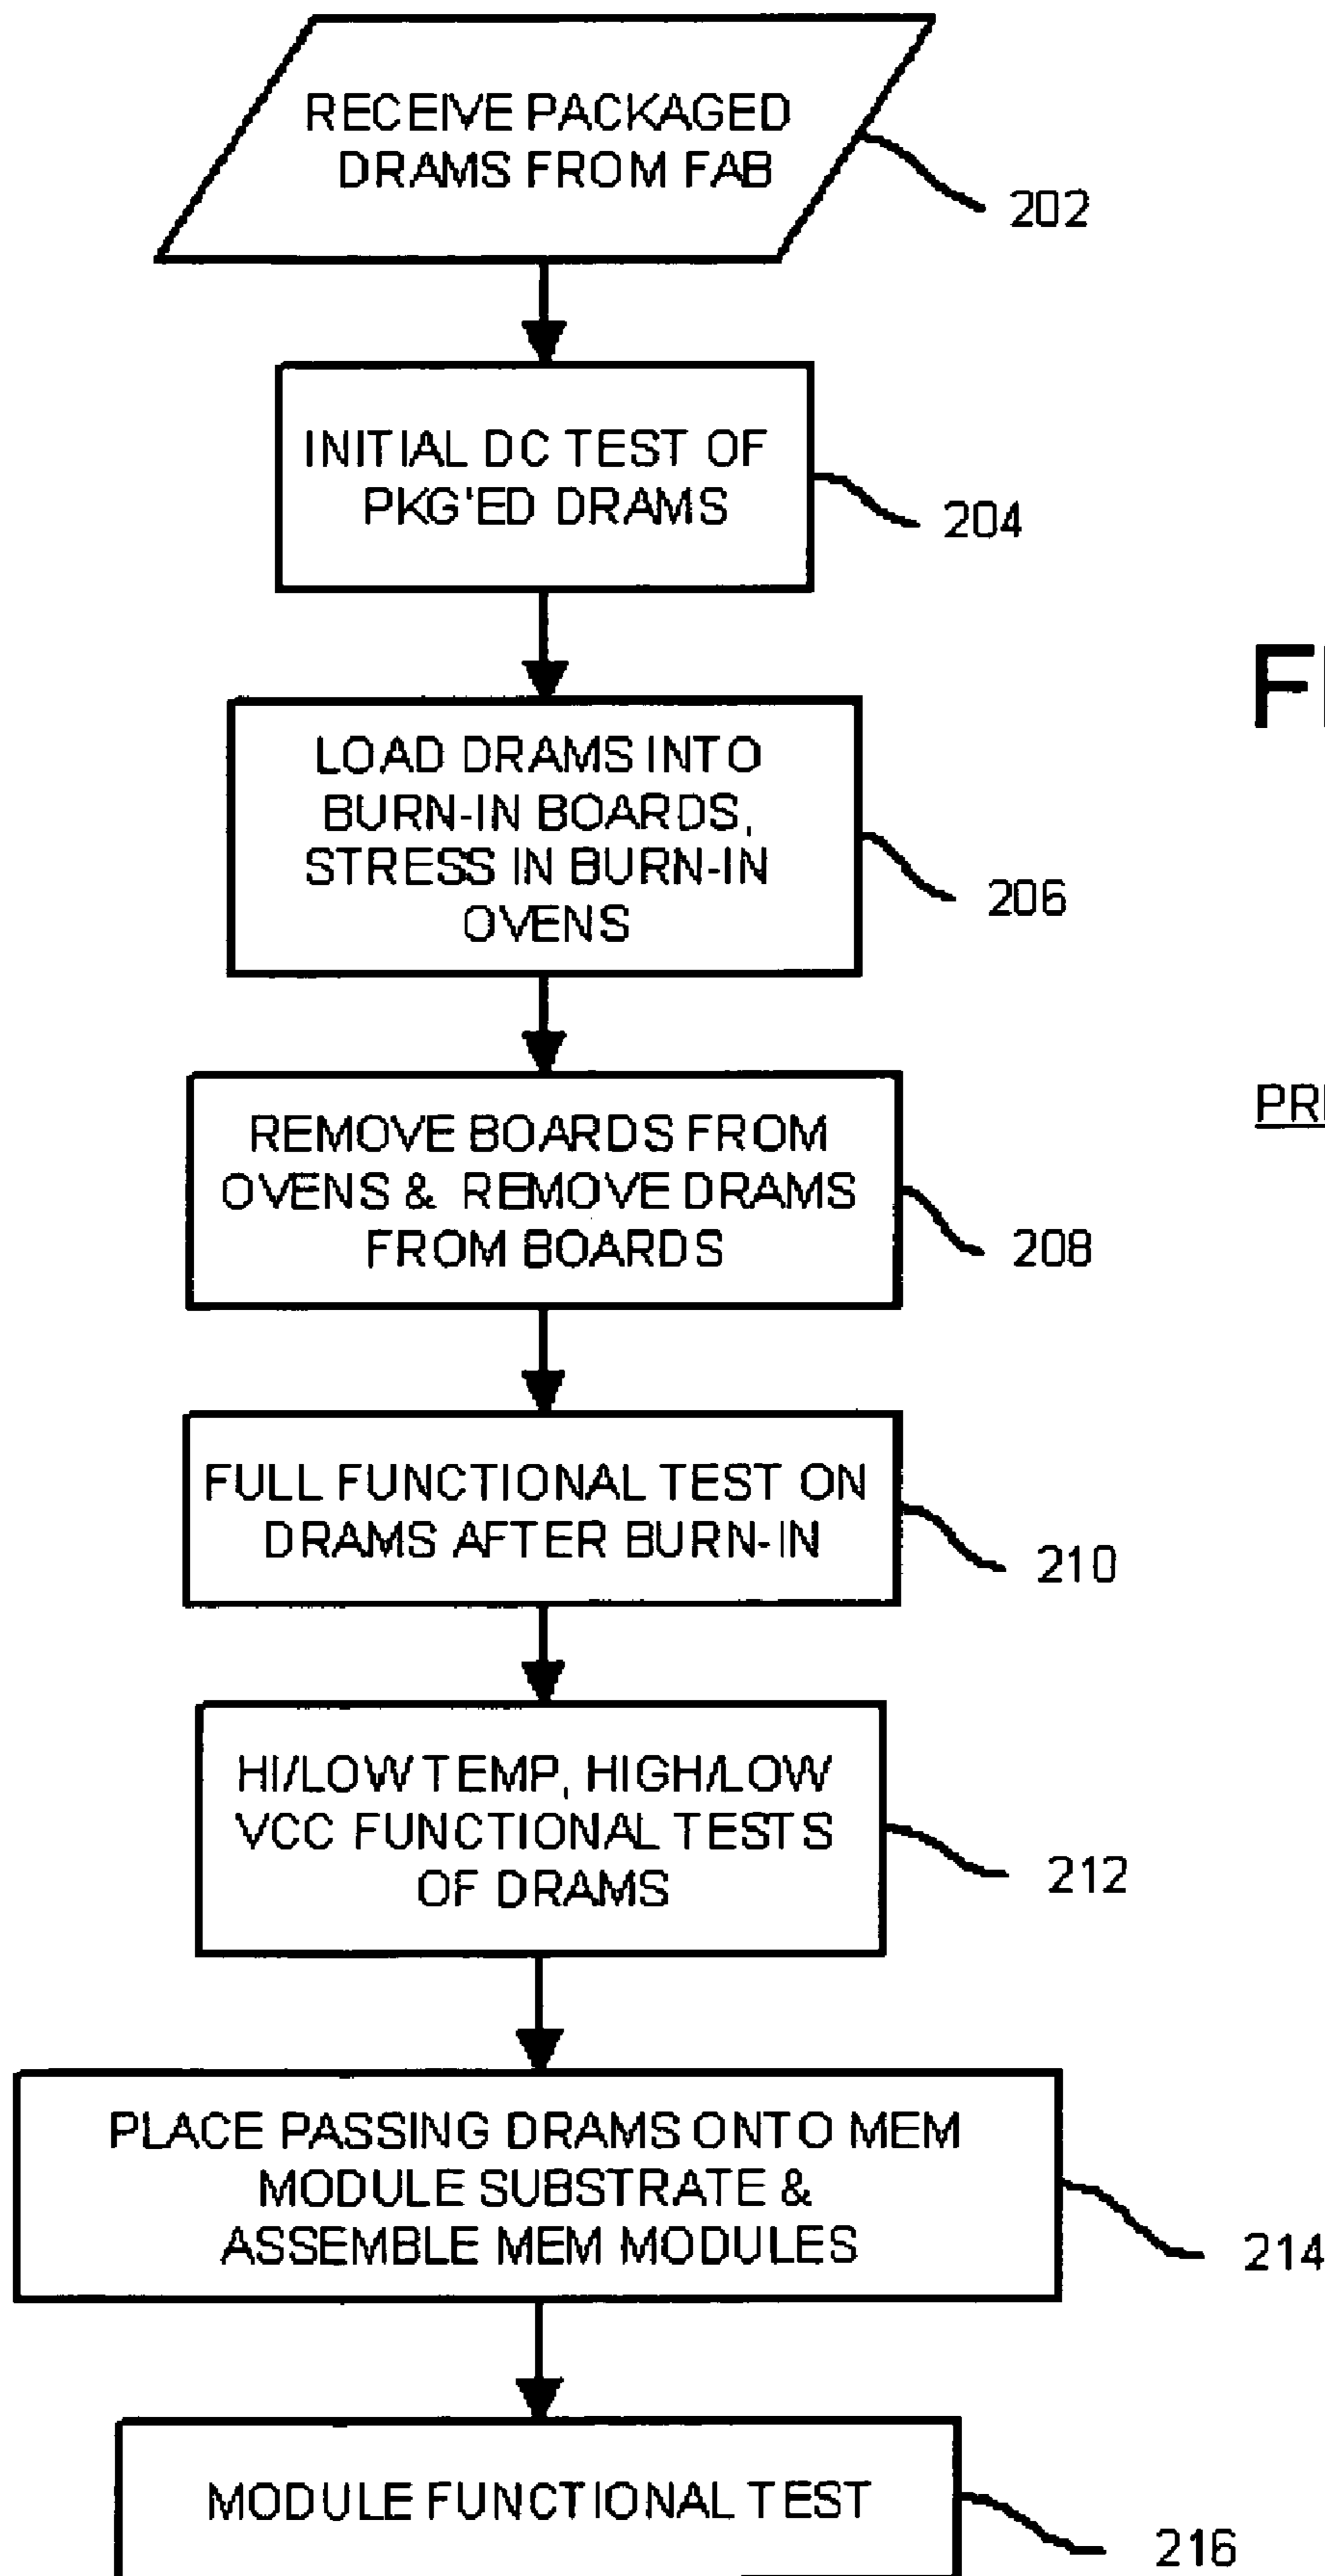 RECEIVE PACKAGED
DRAMS FROM FAB
202
INITIAL DC TEST OF
PKG'ED DRAMS
204
LOAD DRAMS INTO
BURN-IN BOARDS,
STRESS IN BURN-IN
OVENS
206
REMOVE BOARDS FROM
OVENS & REMOVE DRAMS
FROM BOARDS
208
FULL FUNCTIONAL TEST ON
DRAMS AFTER BURN-IN
210
HI/LOW TEMP, HIGH/LOW
VCC FUNCTIONAL TESTS
OF DRAMS
212
PLACE PASSING DRAMS ONTO MEM
MODULE SUBSTRATE &
ASSEMBLE MEM MODULES
214
MODULE FUNCTIONAL TEST
216